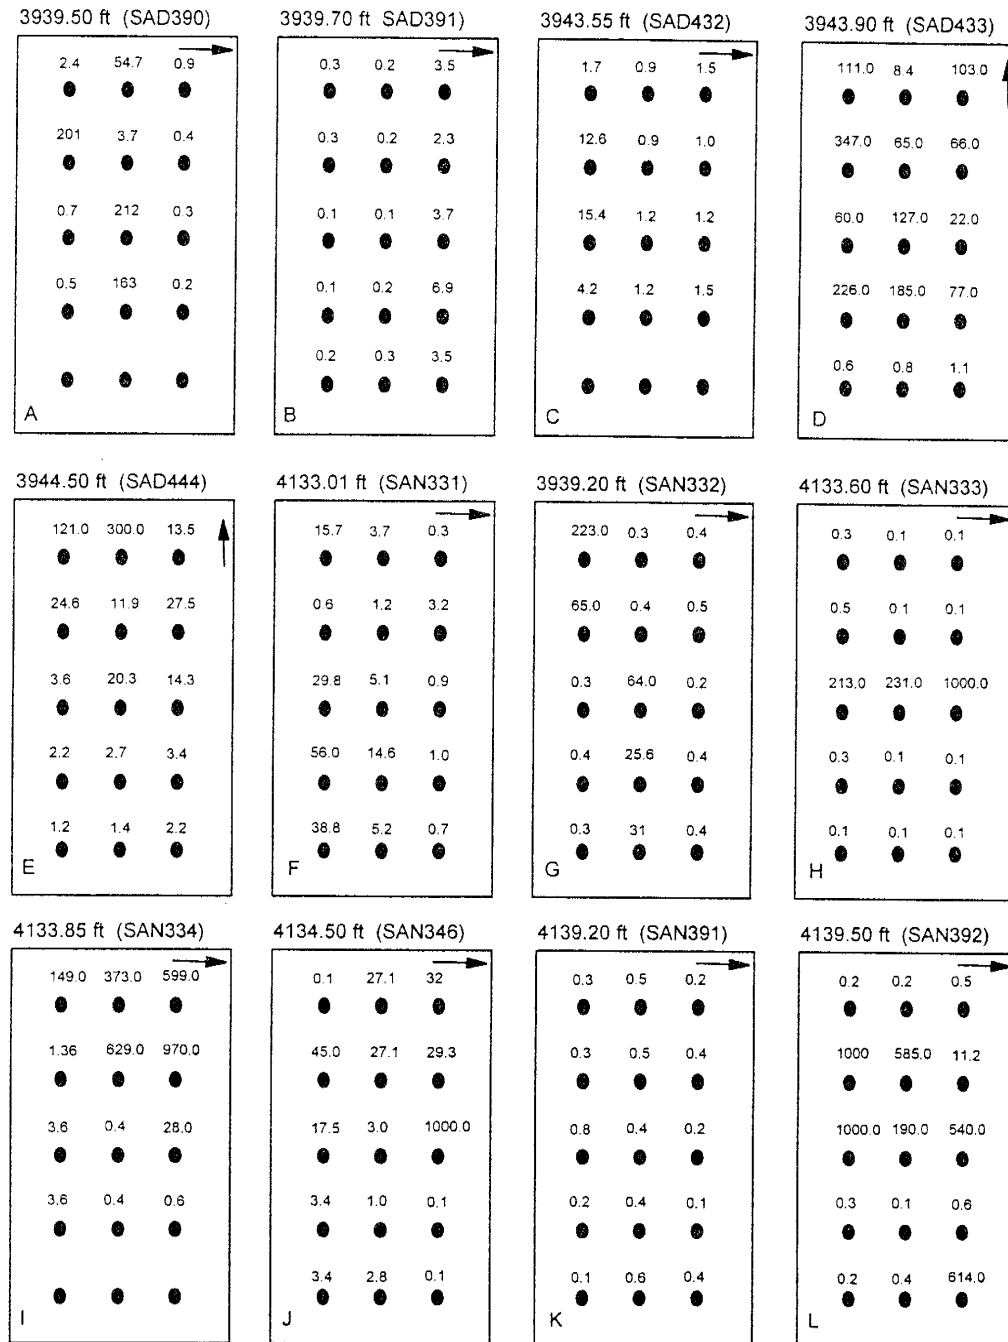 3939.50 ft (SAD390)
2.4 54.7 0.9
201 3.7 0.4
0.7 212 0.3
0.5 163 0.2
A
3939.70 ft SAD391)
0.3 0.2 3.5
0.3 0.2 2.3
0.1 0.1 3.7
0.1 0.2 6.9
0.2 0.3 3.5
B
3943.55 ft (SAD432)
1.7 0.9 1.5
12.6 0.9 1.0
15.4 1.2 1.2
4.2 1.2 1.5
C
3943.90 ft (SAD433)
111.0 8.4 103.0
347.0 65.0 66.0
60.0 127.0 22.0
226.0 185.0 77.0
0.6 0.8 1.1
D
3944.50 ft (SAD444)
121.0 300.0 13.5
24.6 11.9 27.5
3.6 20.3 14.3
2.2 2.7 3.4
1.2 1.4 2.2
E
4133.01 ft (SAN331)
15.7 3.7 0.3
0.6 1.2 3.2
29.8 5.1 0.9
56.0 14.6 1.0
38.8 5.2 0.7
F
3939.20 ft (SAN332)
223.0 0.3 0.4
65.0 0.4 0.5
0.3 64.0 0.2
0.4 25.6 0.4
0.3 31 0.4
G
4133.60 ft (SAN333)
0.3 0.1 0.1
0.5 0.1 0.1
213.0 231.0 1000.0
0.3 0.1 0.1
0.1 0.1 0.1
H
4133.85 ft (SAN334)
149.0 373.0 599.0
1.36 629.0 970.0
3.6 0.4 28.0
3.6 0.4 0.6
I
4134.50 ft (SAN346)
0.1 27.1 32
45.0 27.1 29.3
17.5 3.0 1000.0
3.4 1.0 0.1
3.4 2.8 0.1
J
4139.20 ft (SAN391)
0.3 0.5 0.2
0.3 0.5 0.4
0.8 0.4 0.2
0.2 0.4 0.1
0.1 0.6 0.4
K
4139.50 ft (SAN392)
0.2 0.2 0.5
1000 585.0 11.2
1000.0 190.0 540.0
0.3 0.1 0.6
0.2 0.4 614.0
L